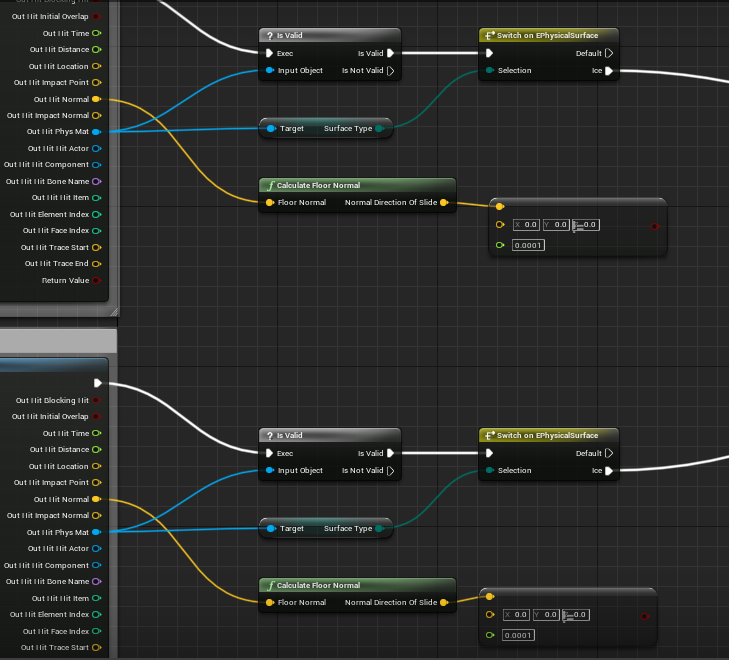 Out Hit Blocking Hit
Out Hit Initial Overlap
Out Hit Time
Out Hit Distance
Out Hit Location
Out Hit Impact Point
Out Hit Normal
Out Hit Impact Normal
Out Hit Phys Mat
Out Hit Hit Actor
Out Hit Hit Component
Out Hit Hit Bone Name
Out Hit Hit Item
Out Hit Element Index
Out Hit Face Index
Out Hit Trace Start
Out Hit Trace End
Return Value
? Is Valid
Exec Is Valid
Input Object Is Not Valid
Switch on EPhysicalSurface
Default
Selection Ice
Target Surface Type
f Calculate Floor Normal
Floor Normal Normal Direction Of Slide
X 0.0 Y 0.0 0.0
0.0001
Out Hit Blocking Hit
Out Hit Initial Overlap
Out Hit Time
Out Hit Distance
Out Hit Location
Out Hit Impact Point
Out Hit Normal
Out Hit Impact Normal
Out Hit Phys Mat
Out Hit Hit Actor
Out Hit Hit Component
Out Hit Hit Bone Name
Out Hit Hit Item
Out Hit Element Index
Out Hit Face Index
Out Hit Trace Start
? Is Valid
Exec Is Valid
Input Object Is Not Valid
Switch on EPhysicalSurface
Default
Selection Ice
Target Surface Type
f Calculate Floor Normal
Floor Normal Normal Direction Of Slide
X 0.0 Y 0.0 0.0
0.0001